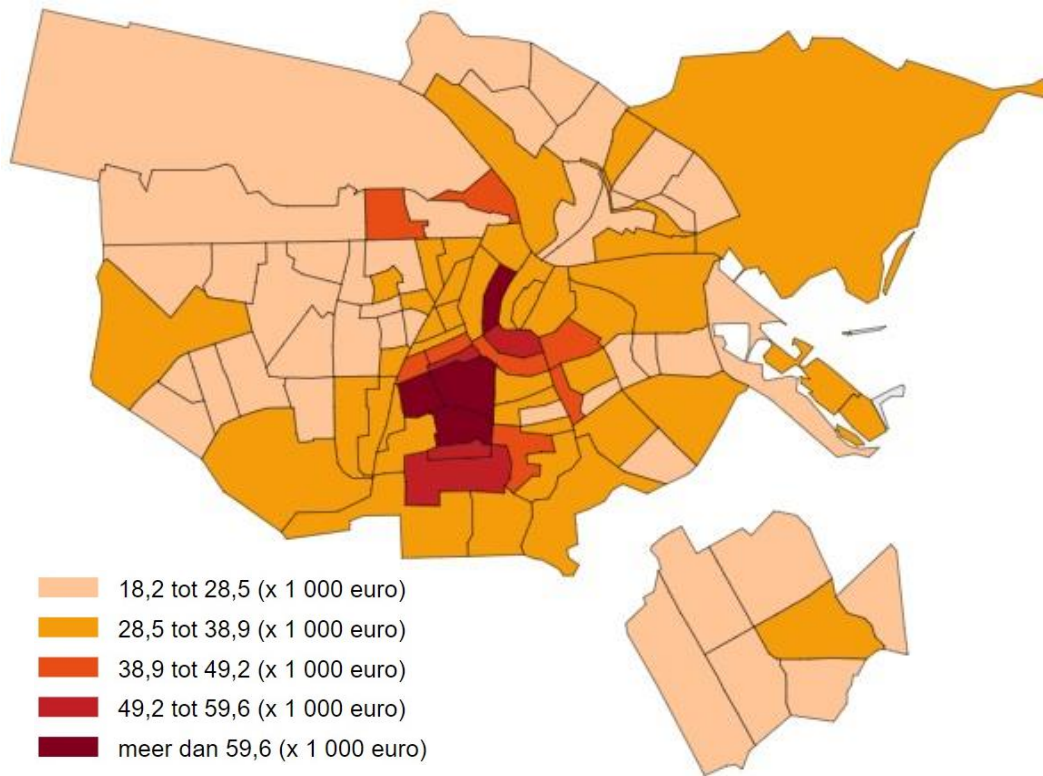 18,2 tot 28,5 (x 1 000 euro)
28,5 tot 38,9 (x 1 000 euro)
38,9 tot 49,2 (x 1 000 euro)
49,2 tot 59,6 (x 1 000 euro)
meer dan 59,6 (x 1 000 euro)